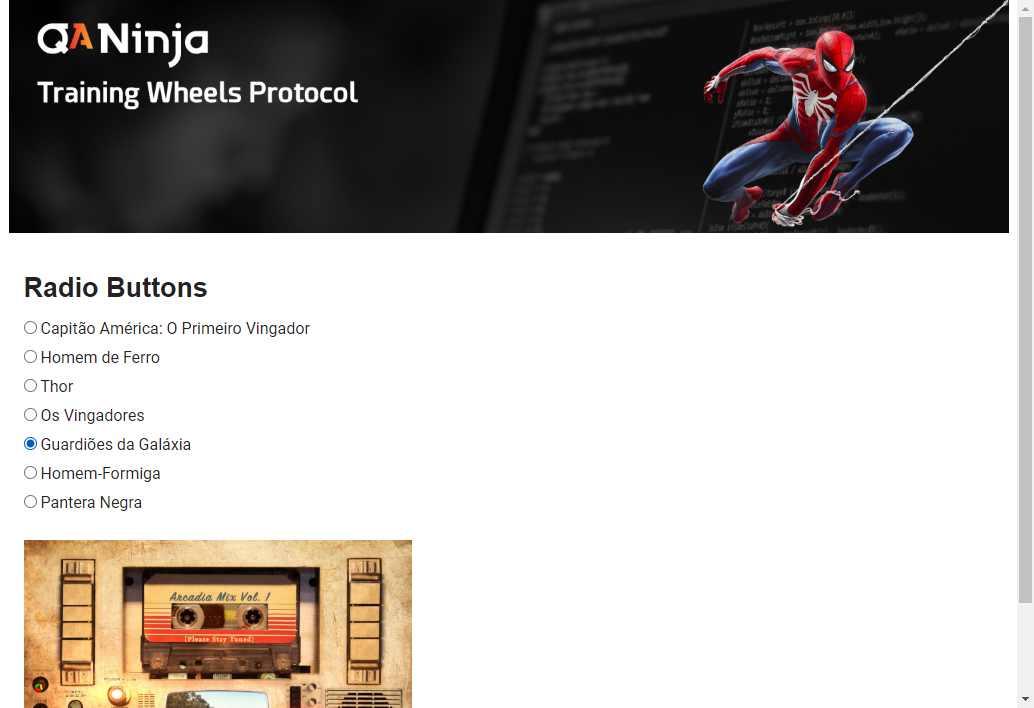 QANinja
Training Wheels Protocol
Radio Buttons
Capitão América: O Primeiro Vingador
Homem de Ferro
Thor
Os Vingadores
Guardiões da Galáxia
Homem-Formiga
Pantera Negra
Arcadia Mix Vol. 1
[Please Stay Tuned]